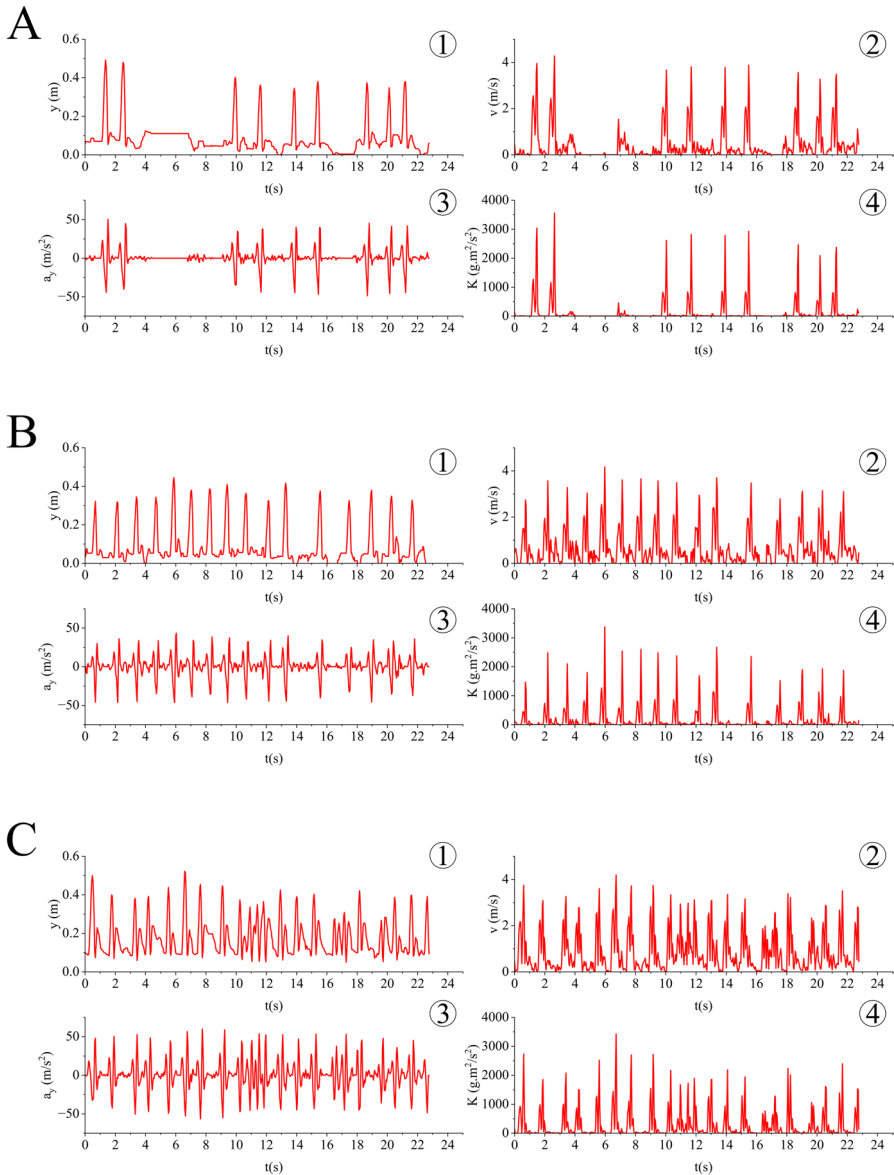 A
① ②
0.6 0.4 0.2 0.0
y (m)
0 2 4 6 8 10 12 14 16 18 20 22 24
t(s)
4 2 0
v (m/s)
0 2 4 6 8 10 12 14 16 18 20 22 24
t(s)
③ ④
50 0 −50
a_y (m/s²)
0 2 4 6 8 10 12 14 16 18 20 22 24
t(s)
4000 3000 2000 1000 0
K (g.m²/s²)
0 2 4 6 8 10 12 14 16 18 20 22 24
t(s)
B
① ②
0.6 0.4 0.2 0.0
y (m)
0 2 4 6 8 10 12 14 16 18 20 22 24
t(s)
4 2 0
v (m/s)
0 2 4 6 8 10 12 14 16 18 20 22 24
t(s)
③ ④
50 0 −50
a_y (m/s²)
0 2 4 6 8 10 12 14 16 18 20 22 24
t(s)
4000 3000 2000 1000 0
K (g.m²/s²)
0 2 4 6 8 10 12 14 16 18 20 22 24
t(s)
C
① ②
0.6 0.4 0.2 0.0
y (m)
0 2 4 6 8 10 12 14 16 18 20 22 24
t(s)
4 2 0
v (m/s)
0 2 4 6 8 10 12 14 16 18 20 22 24
t(s)
③ ④
50 0 −50
a_y (m/s²)
0 2 4 6 8 10 12 14 16 18 20 22 24
t(s)
4000 3000 2000 1000 0
K (g.m²/s²)
0 2 4 6 8 10 12 14 16 18 20 22 24
t(s)